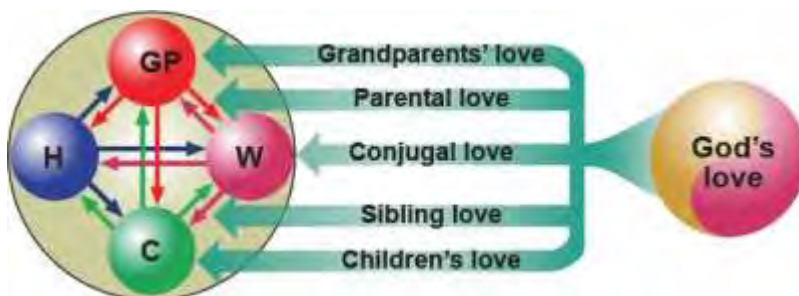 GP
H
W
C
Grandparents' love
Parental love
Conjugal love
Sibling love
Children's love
God's
love